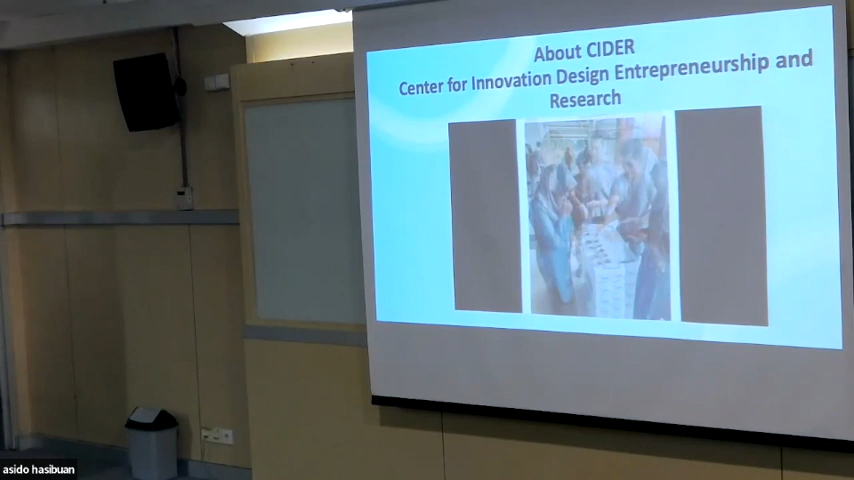 About CIDER
Center for Innovation Design Entrepreneurship and
Research
asido hasibuan